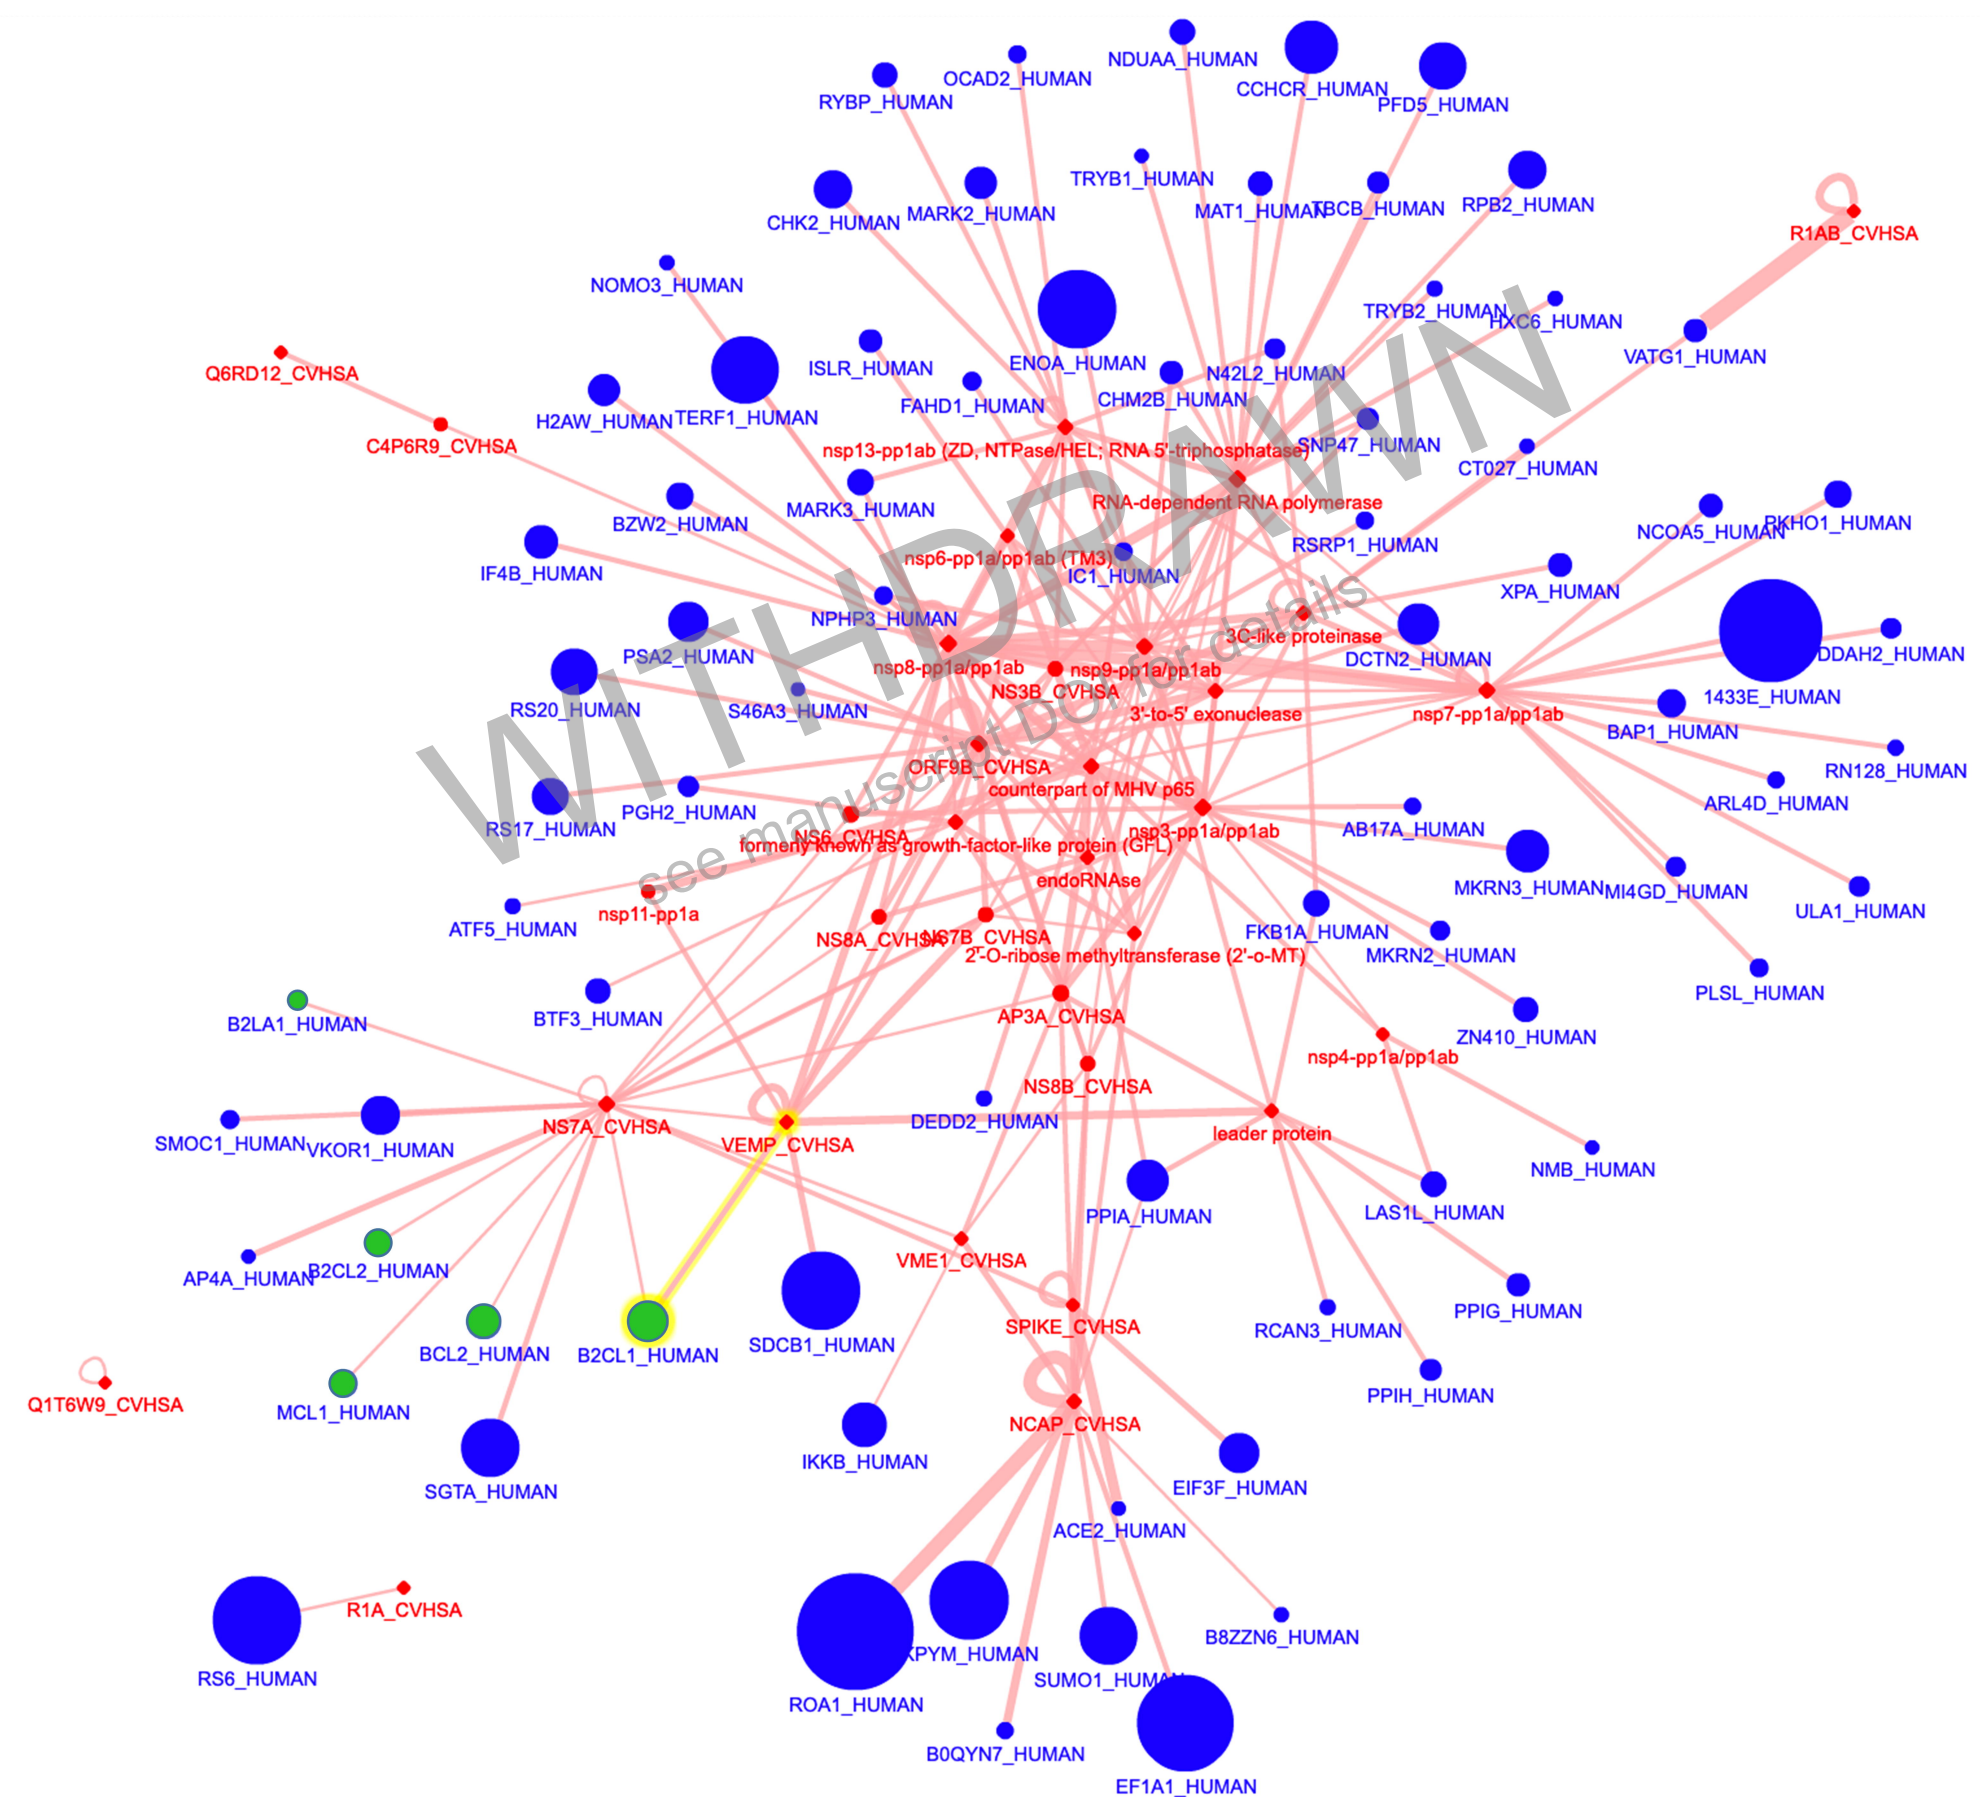 NDUAA_HUMAN
OCAD2_HUMAN
CCHCR_HUMAN
RYBP_HUMAN
PFD5_HUMAN
TRYB1_HUMAN
RPB2_HUMAN
MAT1_HUMAN
TBCB_HUMAN
MARK2_HUMAN
CHK2_HUMAN
R1AB_CVHSA
NOMO3_HUMAN
TRYB2_HUMAN
HXC6_HUMAN
VATG1_HUMAN
ENOA_HUMAN
ISLR_HUMAN
Q6RD12_CVHSA
N42L2_HUMAN
CHM2B_HUMAN
FAHD1_HUMAN
TERF1_HUMAN
H2AW_HUMAN
C4P6R9_CVHSA
SNP47_HUMAN
nsp13-pp1ab (ZD, NTPase/HEL; RNA 5'-triphosphatase)
CT027_HUMAN
RNA-dependent RNA polymerase
MARK3_HUMAN
BZW2_HUMAN
NCOA5_HUMAN
PKHO1_HUMAN
RSRP1_HUMAN
nsp6-pp1a/pp1ab (TM3)
IC1_HUMAN
IF4B_HUMAN
XPA_HUMAN
NPHP3_HUMAN
3C-like proteinase
PSA2_HUMAN
DCTN2_HUMAN
DDAH2_HUMAN
nsp8-pp1a/pp1ab
nsp9-pp1a/pp1ab
NS3B_CVHSA
1433E_HUMAN
RS20_HUMAN
S46A3_HUMAN
3'-to-5' exonuclease
nsp7-pp1a/pp1ab
BAP1_HUMAN
ORF9B_CVHSA
RN128_HUMAN
counterpart of MHV p65
ARL4D_HUMAN
PGH2_HUMAN
RS17_HUMAN
NS6_CVHSA
nsp3-pp1a/pp1ab
AB17A_HUMAN
formerly known as growth-factor-like protein (GFL)
endoRNAse
MKRN3_HUMAN
MI4GD_HUMAN
ULA1_HUMAN
nsp11-pp1a
ATF5_HUMAN
NS8A_CVHSA
NS7B_CVHSA
FKB1A_HUMAN
2'-O-ribose methyltransferase (2'-o-MT)
MKRN2_HUMAN
PLSL_HUMAN
B2LA1_HUMAN
BTF3_HUMAN
AP3A_CVHSA
ZN410_HUMAN
nsp4-pp1a/pp1ab
NS8B_CVHSA
DEDD2_HUMAN
NS7A_CVHSA
leader protein
SMOC1_HUMAN
VKOR1_HUMAN
VEMP_CVHSA
NMB_HUMAN
PPIA_HUMAN
LAS1L_HUMAN
VME1_CVHSA
AP4A_HUMAN
B2CL2_HUMAN
PPIG_HUMAN
SPIKE_CVHSA
RCAN3_HUMAN
SDCB1_HUMAN
BCL2_HUMAN
B2CL1_HUMAN
PPIH_HUMAN
Q1T6W9_CVHSA
MCL1_HUMAN
NCAP_CVHSA
IKKB_HUMAN
EIF3F_HUMAN
SGTA_HUMAN
ACE2_HUMAN
R1A_CVHSA
B8ZZN6_HUMAN
KPYM_HUMAN
RS6_HUMAN
SUMO1_HUMAN
ROA1_HUMAN
B0QYN7_HUMAN
EF1A1_HUMAN
WITHDRAWN
see manuscript DOI for details